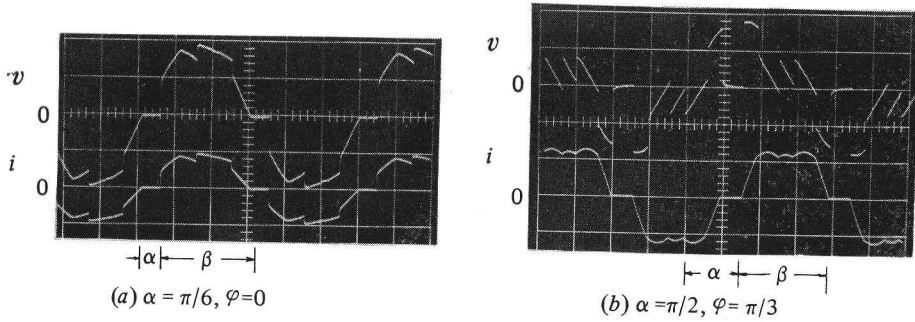 v
0
i
0
α β
(a) α = π/6, φ=0
v
0
i
0
α β
(b) α =π/2, φ= π/3